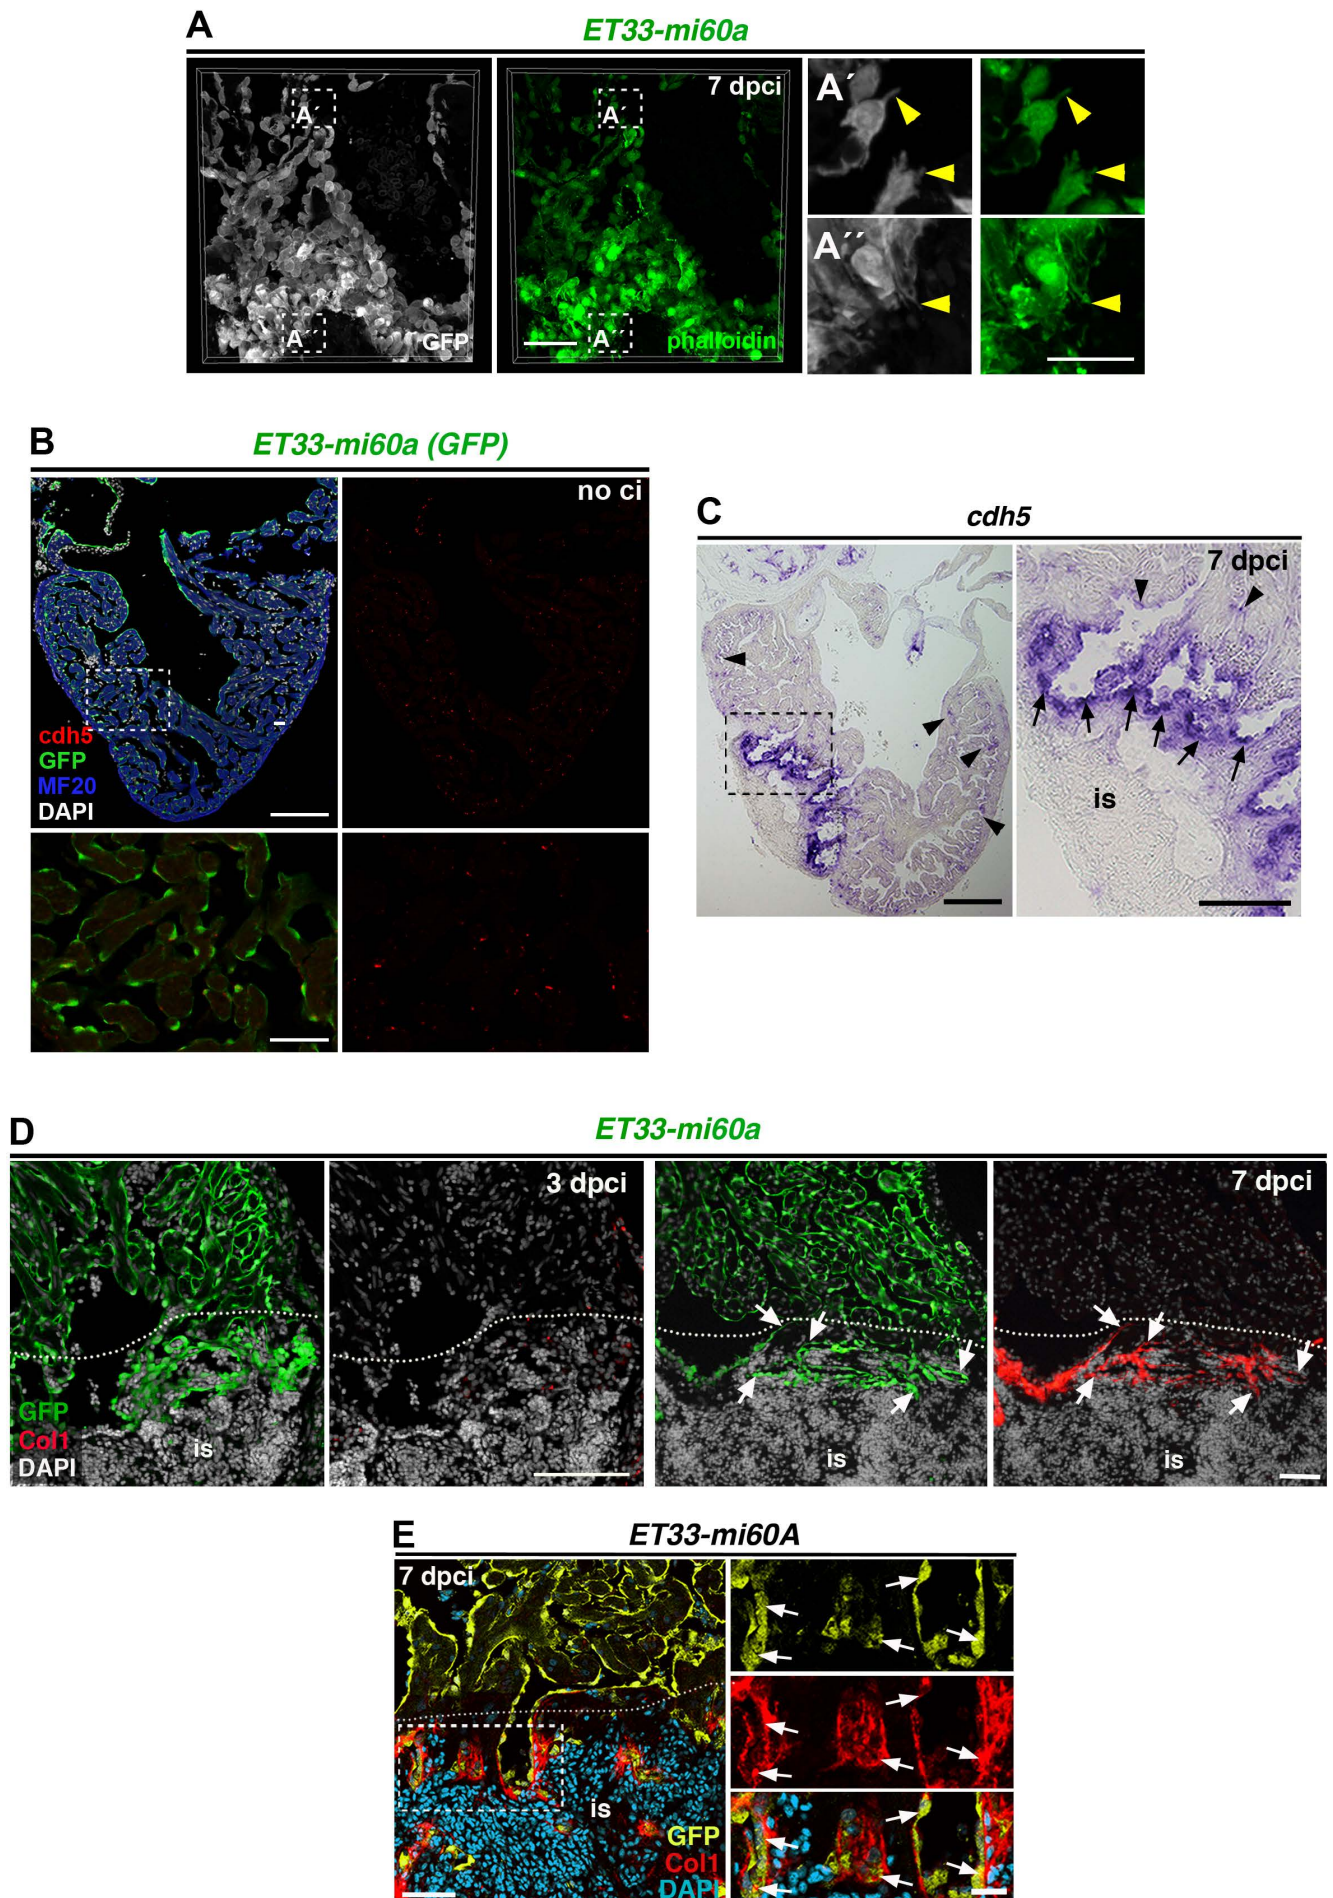 A
ET33-mi60a
7 dpci
A´
A´
A´´
A´´
GFP
phalloidin
A´
A´´
B
ET33-mi60a (GFP)
no ci
cdh5
GFP
MF20
DAPI
C
cdh5
7 dpci
is
D
ET33-mi60a
3 dpci
7 dpci
GFP
Col1
DAPI
is
is
is
E
ET33-mi60A
7 dpci
is
GFP
Col1
DAPI